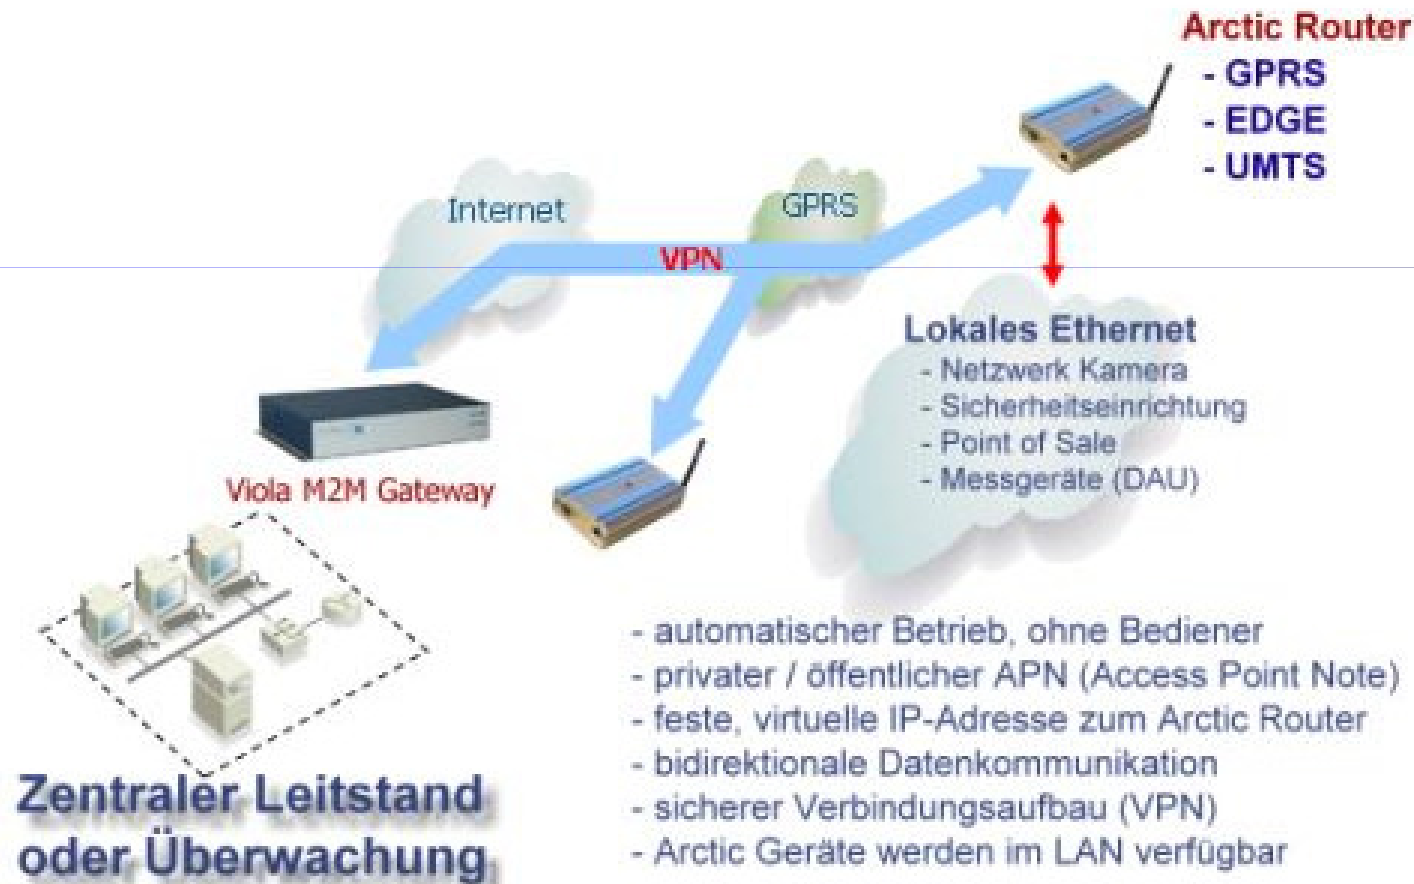 Arctic Router
- GPRS
- EDGE
- UMTS
Internet
GPRS
VPN
Lokales Ethernet
- Netzwerk Kamera
- Sicherheitseinrichtung
- Point of Sale
- Messgeräte (DAU)
Viola M2M Gateway
- automatischer Betrieb, ohne Bediener
- privater / öffentlicher APN (Access Point Note)
- feste, virtuelle IP-Adresse zum Arctic Router
- bidirektionale Datenkommunikation
- sicherer Verbindungsaufbau (VPN)
- Arctic Geräte werden im LAN verfügbar
Zentraler Leitstand
oder Überwachung